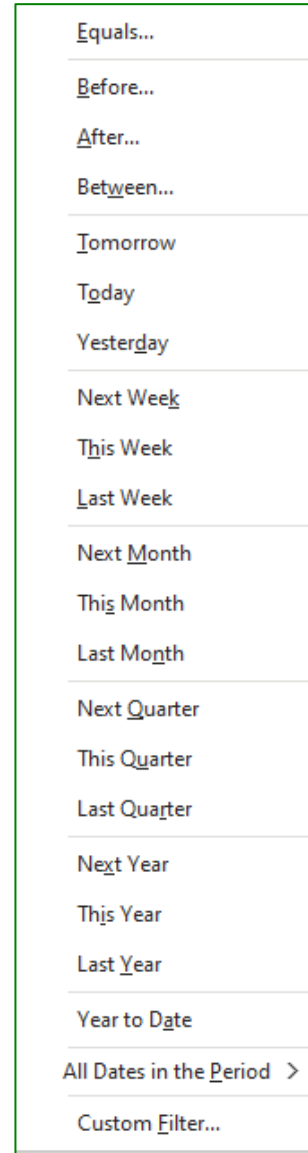 Equals...
Before...
After...
Between...
Tomorrow
Today
Yesterday
Next Week
This Week
Last Week
Next Month
This Month
Last Month
Next Quarter
This Quarter
Last Quarter
Next Year
This Year
Last Year
Year to Date
All Dates in the Period >
Custom Filter...